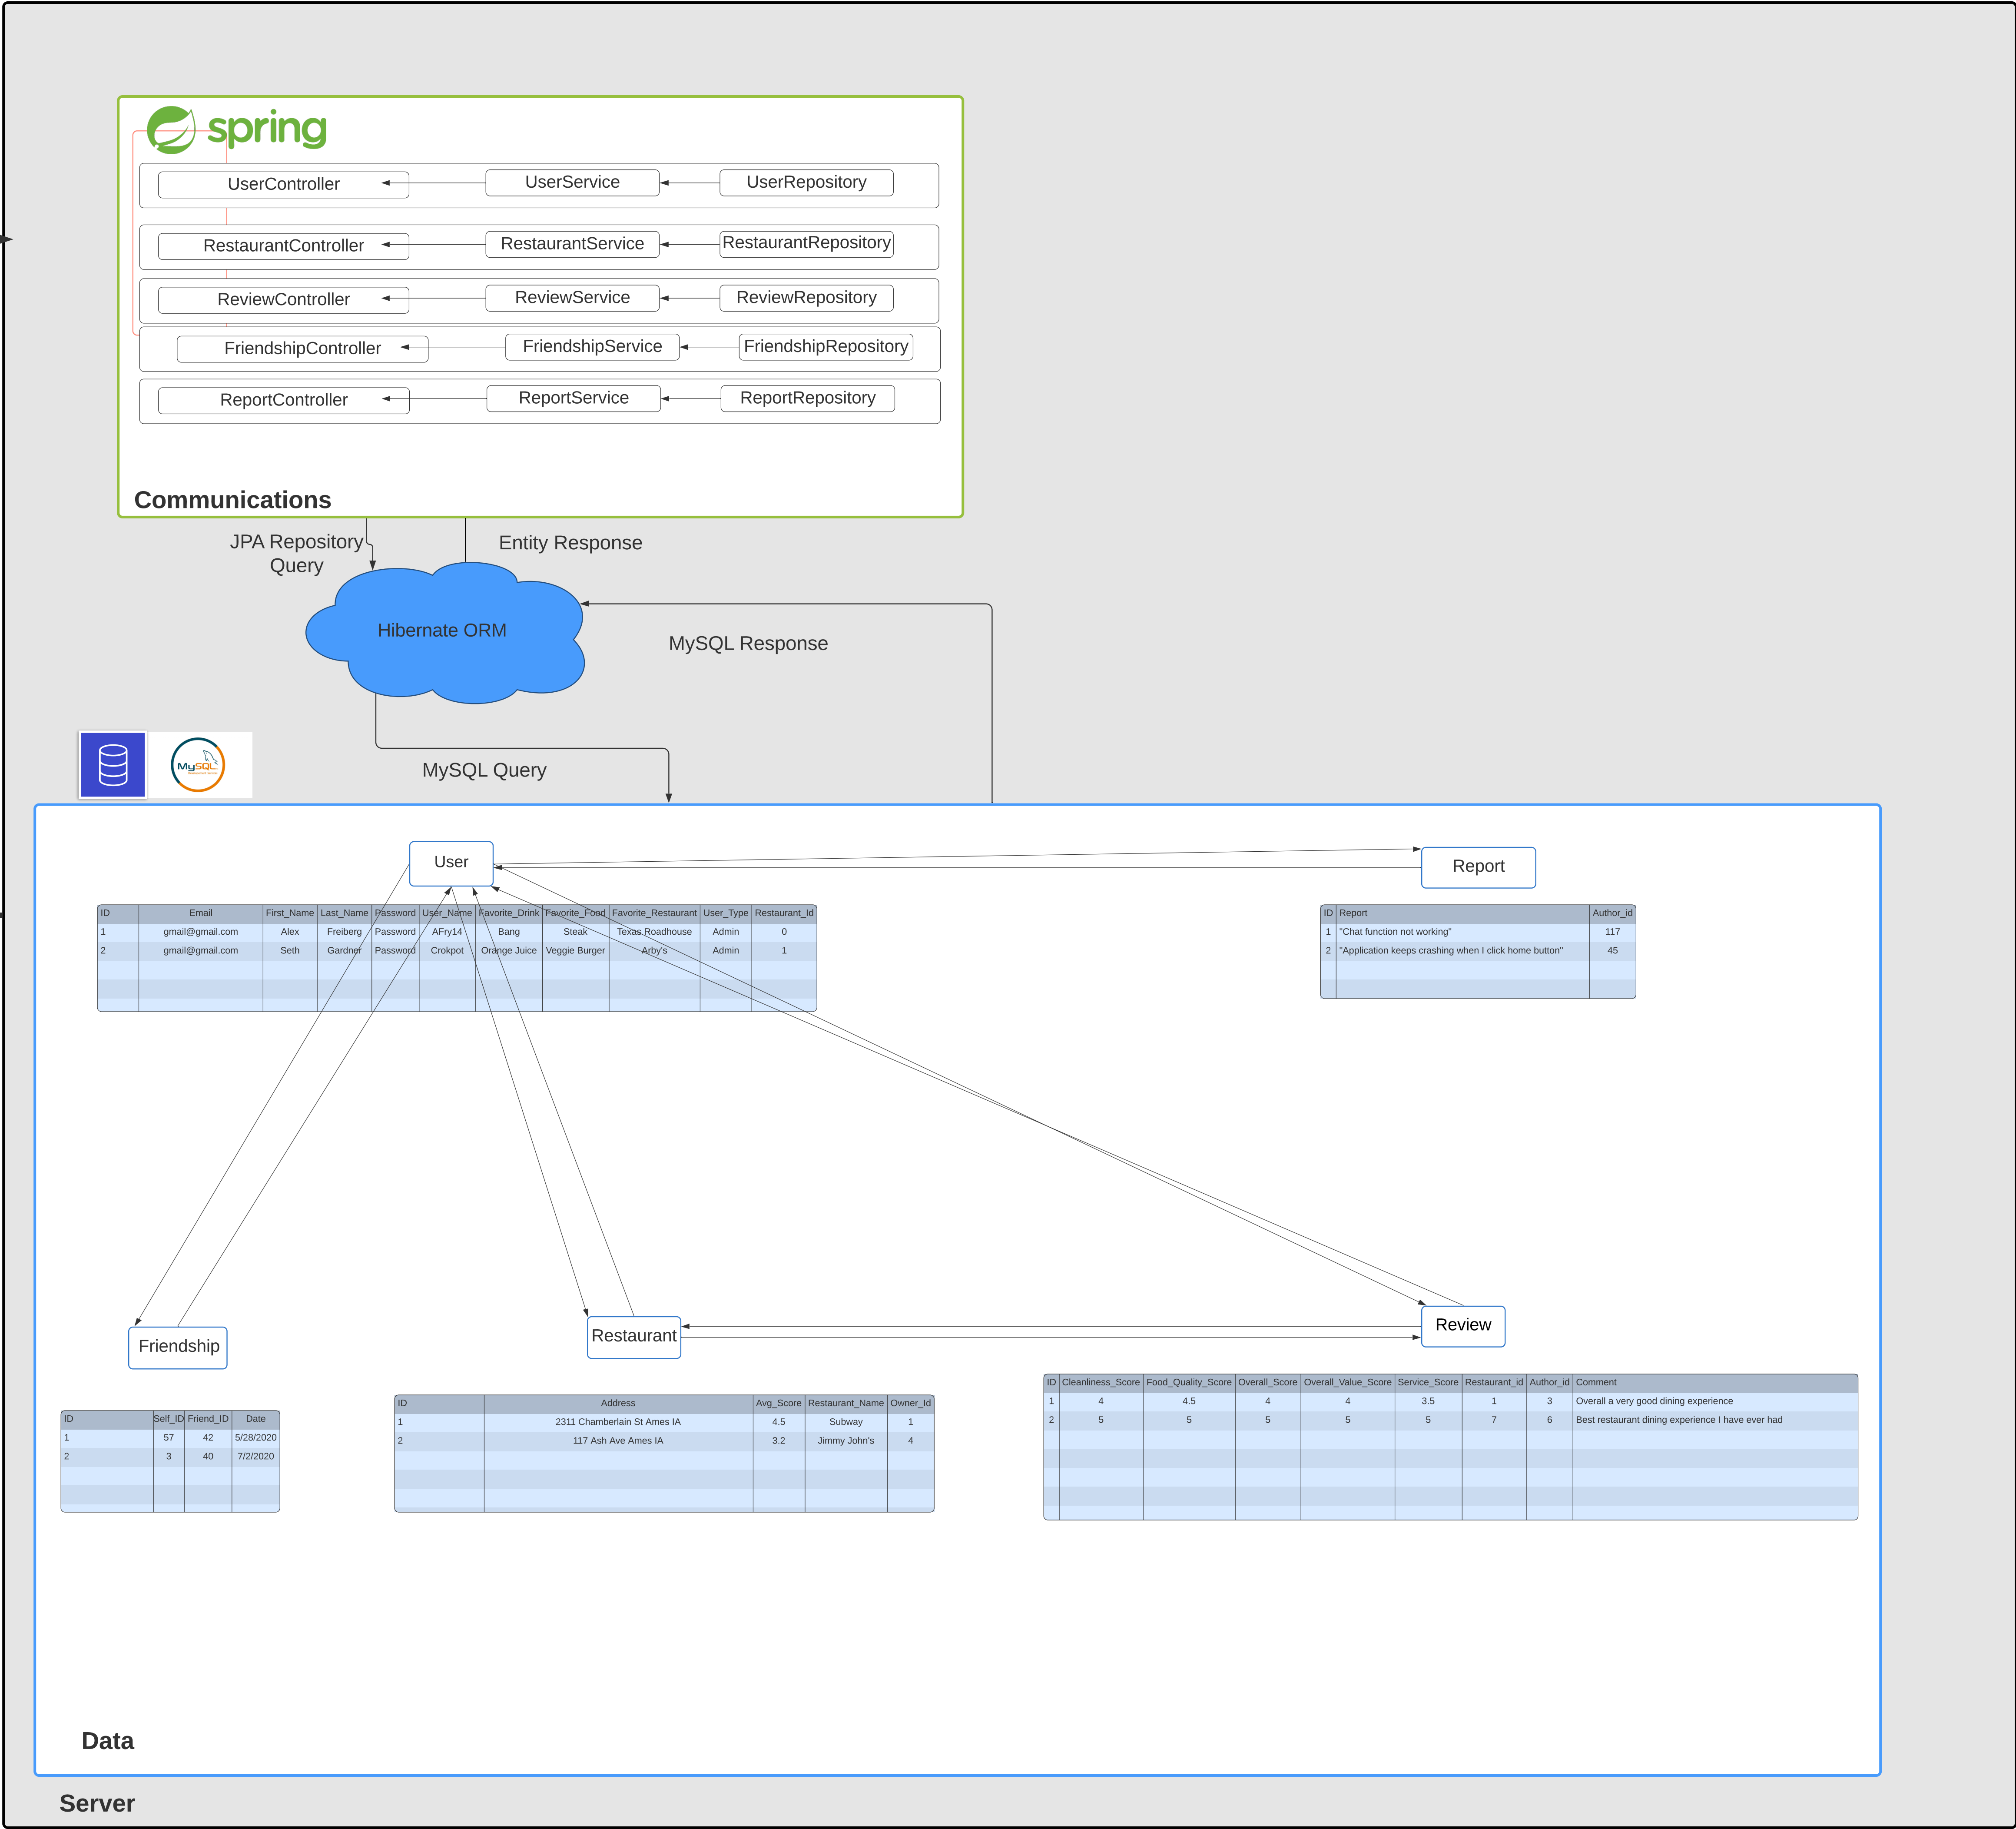 spring
UserController UserService UserRepository
RestaurantController RestaurantService RestaurantRepository
ReviewController ReviewService ReviewRepository
FriendshipController FriendshipService FriendshipRepository
ReportController ReportService ReportRepository
Communications
JPA Repository
Query
Entity Response
Hibernate ORM
MySQL Response
MySQL
MySQL Query
User
Report
ID Email First_Name Last_Name Password User_Name Favorite_Drink Favorite_Food Favorite_Restaurant User_Type Restaurant_Id
1 gmail@gmail.com Alex Freiberg Password AFry14 Bang Steak Texas Roadhouse Admin 0
2 gmail@gmail.com Seth Gardner Password Crokpot Orange Juice Veggie Burger Arby's Admin 1
ID Report Author_id
1 "Chat function not working" 117
2 "Application keeps crashing when I click home button" 45
Friendship
Restaurant
Review
ID Self_ID Friend_ID Date
1 57 42 5/28/2020
2 3 40 7/2/2020
ID Address Avg_Score Restaurant_Name Owner_Id
1 2311 Chamberlain St Ames IA 4.5 Subway 1
2 117 Ash Ave Ames IA 3.2 Jimmy John's 4
ID Cleanliness_Score Food_Quality_Score Overall_Score Overall_Value_Score Service_Score Restaurant_id Author_id Comment
1 4 4.5 4 4 3.5 1 3 Overall a very good dining experience
2 5 5 5 5 5 7 6 Best restaurant dining experience I have ever had
Data
Server